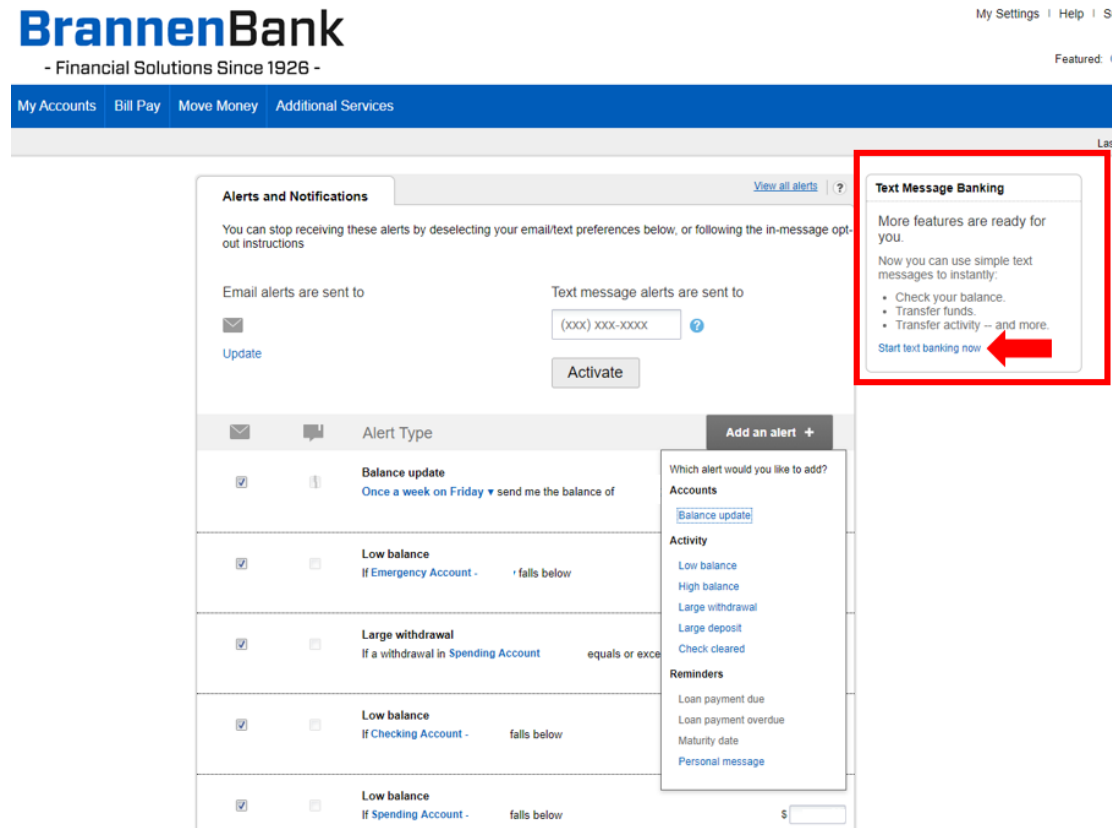 BrannenBank
- Financial Solutions Since 1926 -
My Settings | Help | S
Featured:
My Accounts Bill Pay Move Money Additional Services
Las
Alerts and Notifications
View all alerts | ?
You can stop receiving these alerts by deselecting your email/text preferences below, or following the in-message opt-
out instructions
Email alerts are sent to
Update
Text message alerts are sent to
(xxx) xxx-xxxx ?
Activate
Text Message Banking
More features are ready for
you.
Now you can use simple text
messages to instantly:
• Check your balance.
• Transfer funds.
• Transfer activity -- and more.
Start text banking now
Alert Type
Add an alert +
Balance update
Once a week on Friday ▾ send me the balance of
Low balance
If Emergency Account - falls below
Large withdrawal
If a withdrawal in Spending Account equals or exce
Low balance
If Checking Account - falls below
Low balance
If Spending Account - falls below $
Which alert would you like to add?
Accounts
Balance update
Activity
Low balance
High balance
Large withdrawal
Large deposit
Check cleared
Reminders
Loan payment due
Loan payment overdue
Maturity date
Personal message